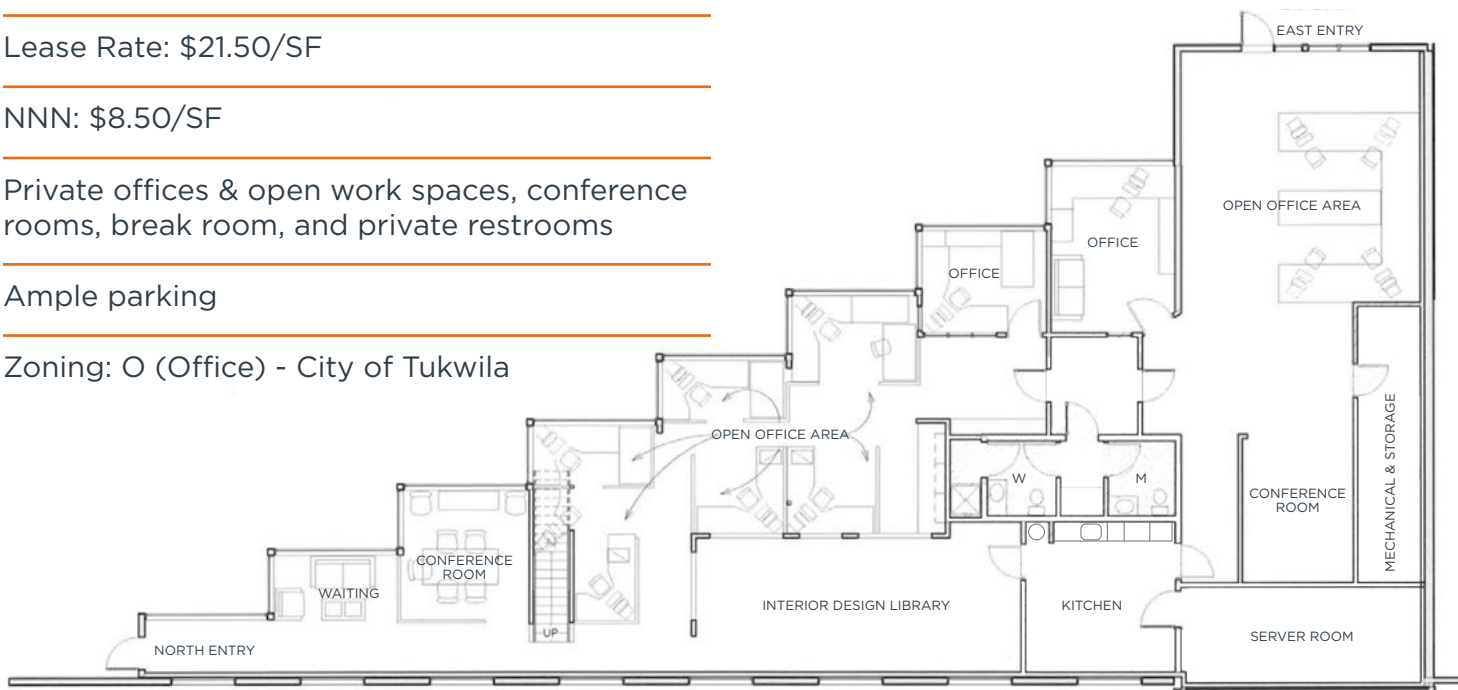 Lease Rate: $21.50/SF
NNN: $8.50/SF
Private offices & open work spaces, conference
rooms, break room, and private restrooms
Ample parking
Zoning: O (Office) - City of Tukwila
EAST ENTRY
OPEN OFFICE AREA
OFFICE
OFFICE
OPEN OFFICE AREA
W
M
CONFERENCE
ROOM
MECHANICAL & STORAGE
CONFERENCE
ROOM
WAITING
INTERIOR DESIGN LIBRARY
KITCHEN
UP
SERVER ROOM
NORTH ENTRY